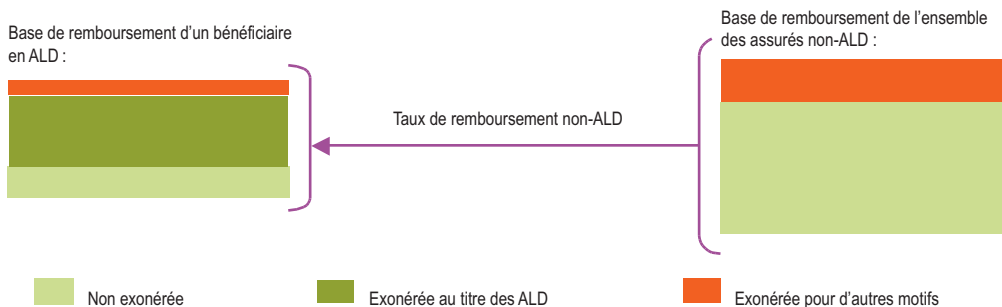 Base de remboursement d’un bénéficiaire
en ALD :
Base de remboursement de l’ensemble
des assurés non-ALD :
Taux de remboursement non-ALD
Non exonérée
Exonérée au titre des ALD
Exonérée pour d’autres motifs